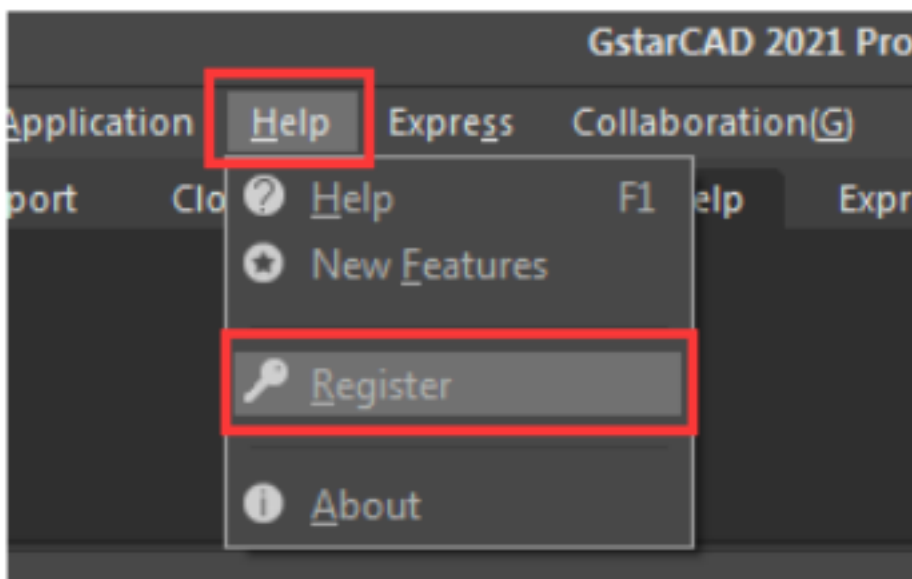 GstarCAD 2021 Pro
Application Help Express Collaboration(G)
port Clo elp Expr
Help F1
New Features
Register
About